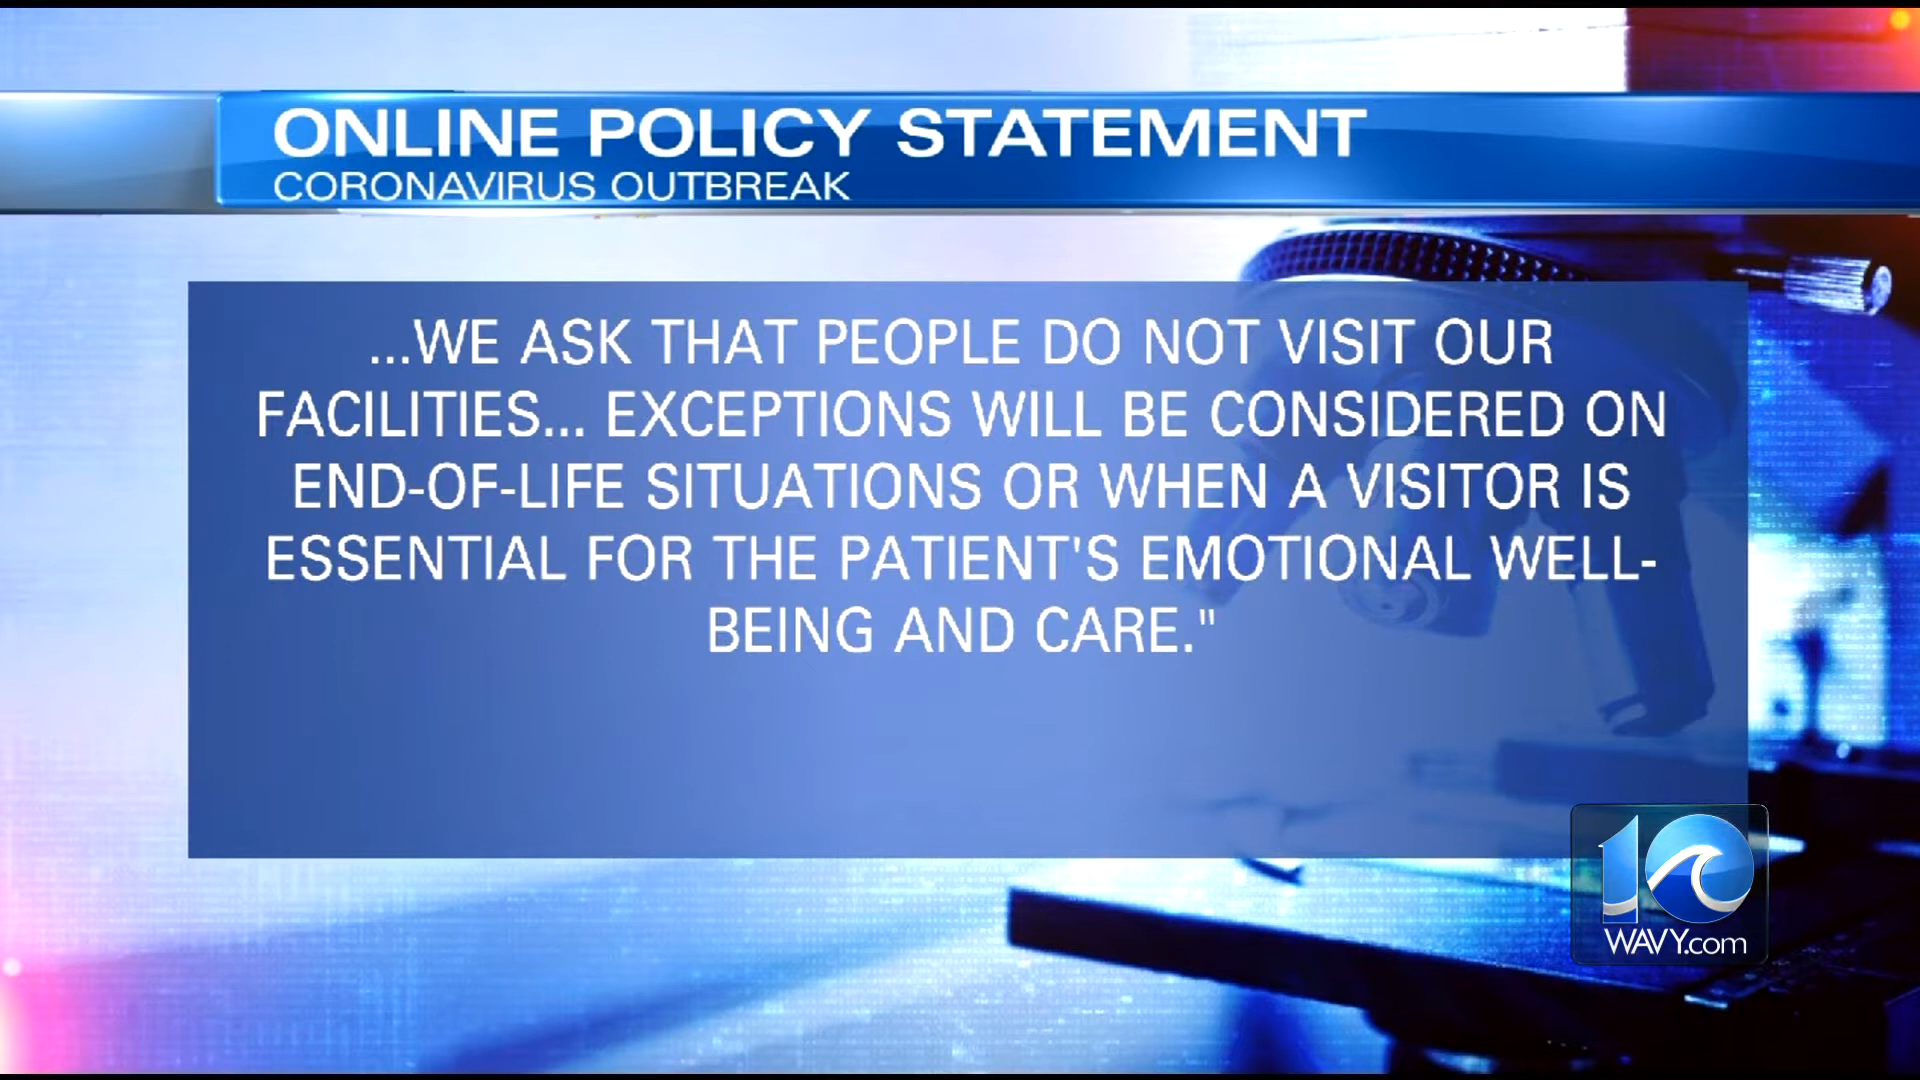 ONLINE POLICY STATEMENT
CORONAVIRUS OUTBREAK
...WE ASK THAT PEOPLE DO NOT VISIT OUR
FACILITIES... EXCEPTIONS WILL BE CONSIDERED ON
END-OF-LIFE SITUATIONS OR WHEN A VISITOR IS
ESSENTIAL FOR THE PATIENT'S EMOTIONAL WELL-
BEING AND CARE."
10
WAVY.com